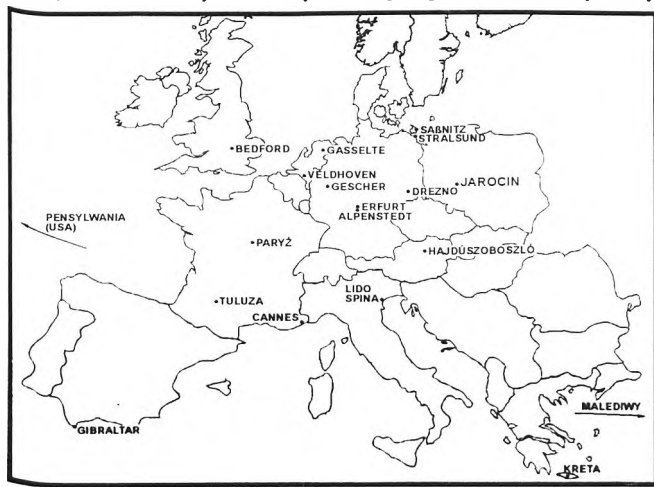 SABNITZ
STRALSUND
BEDFORD
GASSELTE
VELDHOVEN
GESCHER
DREZNO
JAROCIN
ERFURT
ALPENSTEDT
PENSYLWANIA
(USA)
PARYŻ
HAJDÚSZOBOSZLÓ
LIDO
SPINA
TULUZA
CANNES
MALEDIWY
GIBRALTAR
KRETA